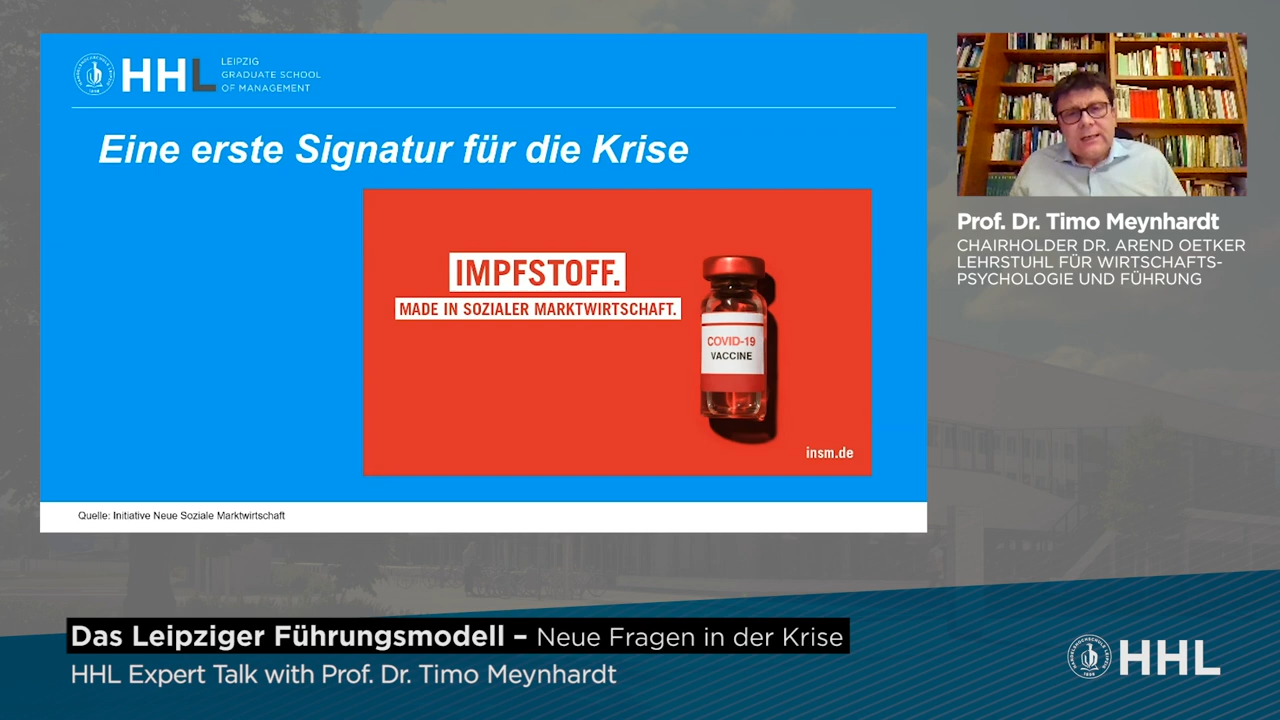 HHL
LEIPZIG
GRADUATE SCHOOL
OF MANAGEMENT
Eine erste Signatur für die Krise
IMPFSTOFF.
MADE IN SOZIALER MARKTWIRTSCHAFT.
COVID-19
VACCINE
insm.de
Quelle: Initiative Neue Soziale Marktwirtschaft
Prof. Dr. Timo Meynhardt
CHAIRHOLDER DR. AREND OETKER
LEHRSTUHL FÜR WIRTSCHAFTS-
PSYCHOLOGIE UND FÜHRUNG
Das Leipziger Führungsmodell – Neue Fragen in der Krise
HHL Expert Talk with Prof. Dr. Timo Meynhardt
HHL